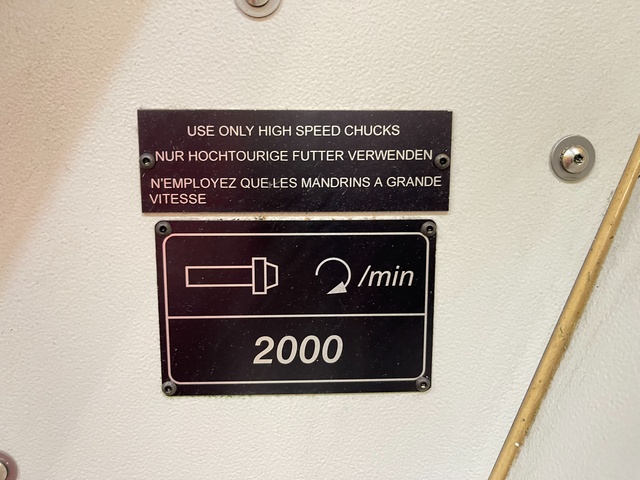 USE ONLY HIGH SPEED CHUCKS
NUR HOCHTOURIGE FUTTER VERWENDEN
N'EMPLOYEZ QUE LES MANDRINS A GRANDE
VITESSE
/min
2000